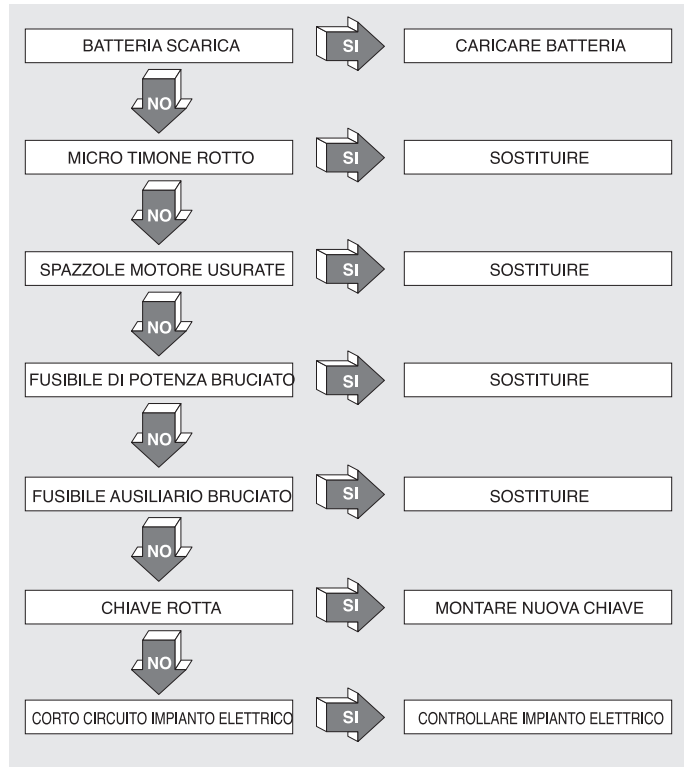 BATTERIA SCARICA
SI
CARICARE BATTERIA
NO
MICRO TIMONE ROTTO
SI
SOSTITUIRE
NO
SPAZZOLE MOTORE USURATE
SI
SOSTITUIRE
NO
FUSIBILE DI POTENZA BRUCIATO
SI
SOSTITUIRE
NO
FUSIBILE AUSILIARIO BRUCIATO
SI
SOSTITUIRE
NO
CHIAVE ROTTA
SI
MONTARE NUOVA CHIAVE
NO
CORTO CIRCUITO IMPIANTO ELETTRICO
SI
CONTROLLARE IMPIANTO ELETTRICO